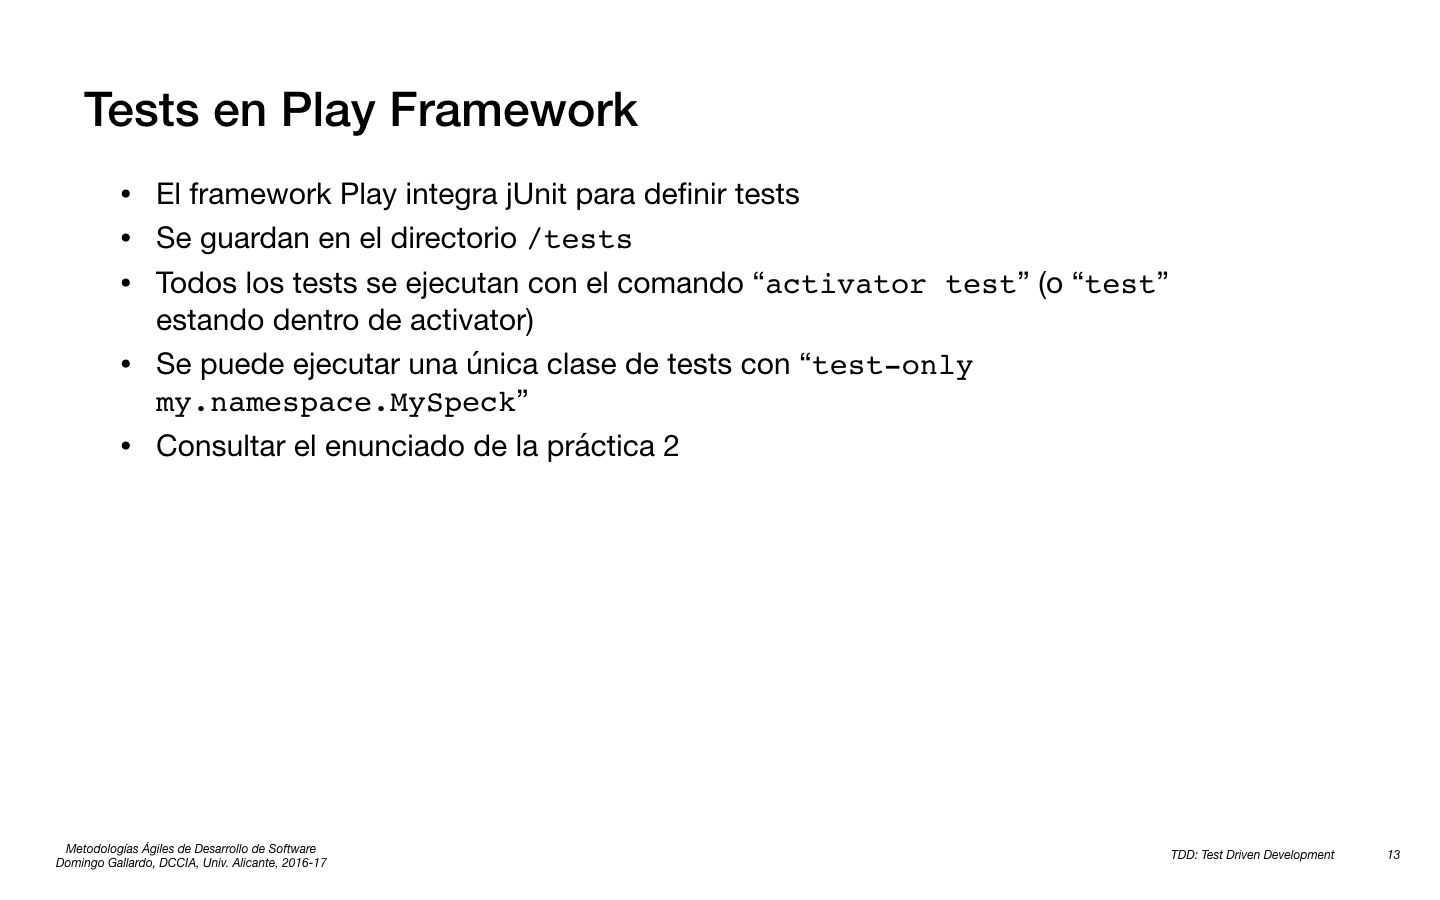 Tests en Play Framework
• El framework Play integra jUnit para definir tests
• Se guardan en el directorio /tests
• Todos los tests se ejecutan con el comando “activator test” (o “test”
estando dentro de activator)
• Se puede ejecutar una única clase de tests con “test-only
my.namespace.MySpeck”
• Consultar el enunciado de la práctica 2
Metodologías Ágiles de Desarrollo de Software
Domingo Gallardo, DCCIA, Univ. Alicante, 2016-17
TDD: Test Driven Development 13